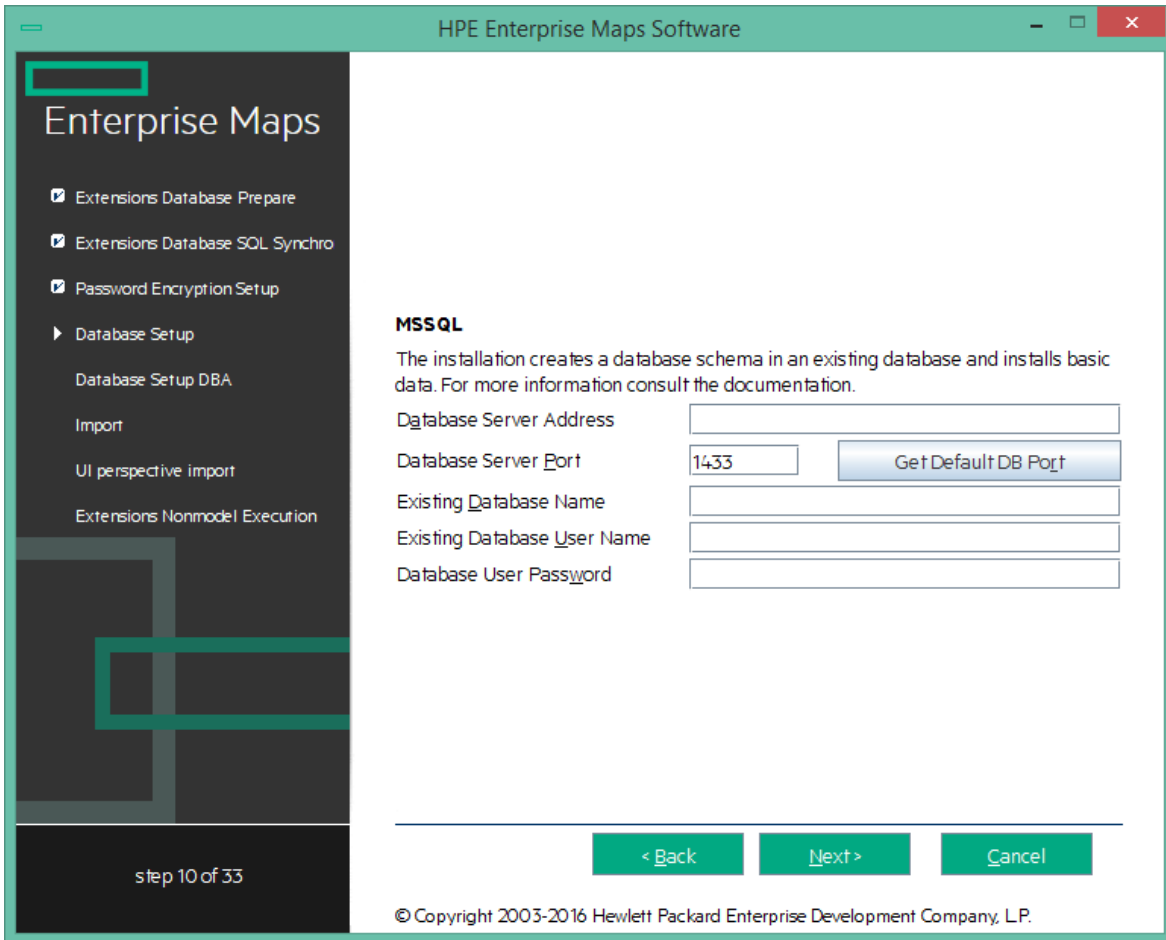 HPE Enterprise Maps Software
Enterprise Maps
Extensions Database Prepare
Extensions Database SQL Synchro
Password Encryption Setup
Database Setup
Database Setup DBA
Import
UI perspective import
Extensions Nonmodel Execution
step 10 of 33
MSSQL
The installation creates a database schema in an existing database and installs basic
data. For more information consult the documentation.
Database Server Address
Database Server Port 1433 Get Default DB Port
Existing Database Name
Existing Database User Name
Database User Password
< Back Next > Cancel
© Copyright 2003-2016 Hewlett Packard Enterprise Development Company, L.P.